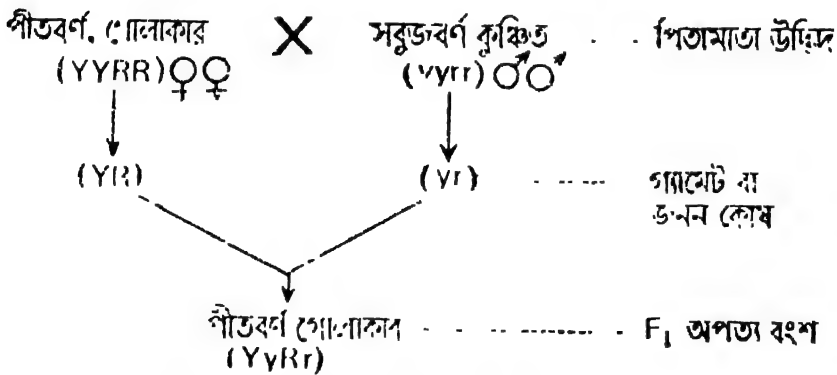 পীতবর্ণ, গোলাকার X সবুজবর্ণ কুঞ্চিত - - পিতামাতা উদ্ভিদ
(YYRR) ♀♀ (yyrr) ♂♂
(YR) (yr) ----- গ্যামেট বা
জনন কোষ
পীতবর্ণ গোলাকার - - ------- - F₁ অপত্য বংশ
(YyRr)